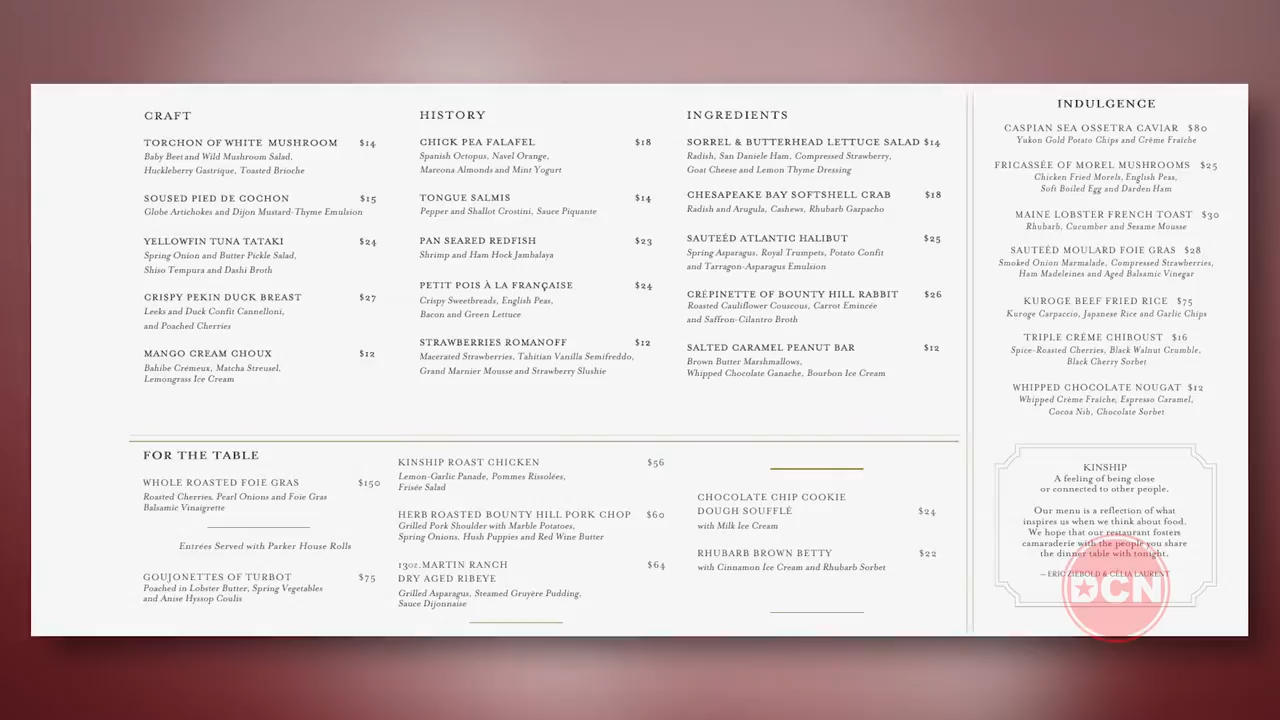 CRAFT
TORCHON OF WHITE MUSHROOM $14
Baby Beet and Wild Mushroom Salad,
Huckleberry Gastrique, Toasted Brioche
SOUSED PIED DE COCHON $15
Globe Artichokes and Dijon Mustard-Thyme Emulsion
YELLOWFIN TUNA TATAKI $24
Spring Onion and Butter Pickle Salad,
Shiso Tempura and Dashi Broth
CRISPY PEKIN DUCK BREAST $27
Leeks and Duck Confit Cannelloni,
and Poached Cherries
MANGO CREAM CHOUX $12
Bahibe Crémeux, Matcha Streusel,
Lemongrass Ice Cream
HISTORY
CHICK PEA FALAFEL $18
Spanish Octopus, Navel Orange,
Marcona Almonds and Mint Yogurt
TONGUE SALMIS $14
Pepper and Shallot Crostini, Sauce Piquante
PAN SEARED REDFISH $23
Shrimp and Ham Hock Jambalaya
PETIT POIS À LA FRANÇAISE $24
Crispy Sweetbreads, English Peas,
Bacon and Green Lettuce
STRAWBERRIES ROMANOFF $12
Macerated Strawberries, Tahitian Vanilla Semifreddo,
Grand Marnier Mousse and Strawberry Slushie
INGREDIENTS
SORREL & BUTTERHEAD LETTUCE SALAD $14
Radish, San Daniele Ham, Compressed Strawberry,
Goat Cheese and Lemon Thyme Dressing
CHESAPEAKE BAY SOFTSHELL CRAB $18
Radish and Arugula, Cashews, Rhubarb Gazpacho
SAUTEÉD ATLANTIC HALIBUT $25
Spring Asparagus, Royal Trumpets, Potato Confit
and Tarragon-Asparagus Emulsion
CRÉPINETTE OF BOUNTY HILL RABBIT $26
Roasted Cauliflower Couscous, Carrot Emincée
and Saffron-Cilantro Broth
SALTED CARAMEL PEANUT BAR $12
Brown Butter Marshmallows,
Whipped Chocolate Ganache, Bourbon Ice Cream
FOR THE TABLE
WHOLE ROASTED FOIE GRAS $150
Roasted Cherries, Pearl Onions and Foie Gras
Balsamic Vinaigrette
Entrées Served with Parker House Rolls
GOUJONETTES OF TURBOT $75
Poached in Lobster Butter, Spring Vegetables
and Anise Hyssop Coulis
KINSHIP ROAST CHICKEN $56
Lemon-Garlic Panade, Pommes Rissolées,
Frisée Salad
HERB ROASTED BOUNTY HILL PORK CHOP $60
Grilled Pork Shoulder with Marble Potatoes,
Spring Onions, Hush Puppies and Red Wine Butter
13oz. MARTIN RANCH $64
DRY AGED RIBEYE
Grilled Asparagus, Steamed Gruyère Pudding,
Sauce Dijonnaise
CHOCOLATE CHIP COOKIE
DOUGH SOUFFLÉ $24
with Milk Ice Cream
RHUBARB BROWN BETTY $22
with Cinnamon Ice Cream and Rhubarb Sorbet
INDULGENCE
CASPIAN SEA OSSETRA CAVIAR $80
Yukon Gold Potato Chips and Crème Fraîche
FRICASSÉE OF MOREL MUSHROOMS $25
Chicken Fried Morels, English Peas,
Soft Boiled Egg and Darden Ham
MAINE LOBSTER FRENCH TOAST $30
Rhubarb, Cucumber and Sesame Mousse
SAUTEÉD MOULARD FOIE GRAS $28
Smoked Onion Marmalade, Compressed Strawberries,
Ham Madeleines and Aged Balsamic Vinegar
KUROGE BEEF FRIED RICE $75
Kuroge Carpaccio, Japanese Rice and Garlic Chips
TRIPLE CRÉME CHIBOUST $16
Spice-Roasted Cherries, Black Walnut Crumble,
Black Cherry Sorbet
WHIPPED CHOCOLATE NOUGAT $12
Whipped Crème Fraîche, Espresso Caramel,
Cocoa Nib, Chocolate Sorbet
KINSHIP
A feeling of being close
or connected to other people.
Our menu is a reflection of what
inspires us when we think about food.
We hope that our restaurant fosters
camaraderie with the people you share
the dinner table with tonight.
— ERIC ZIEBOLD & CÉLIA LAURENT
DCN